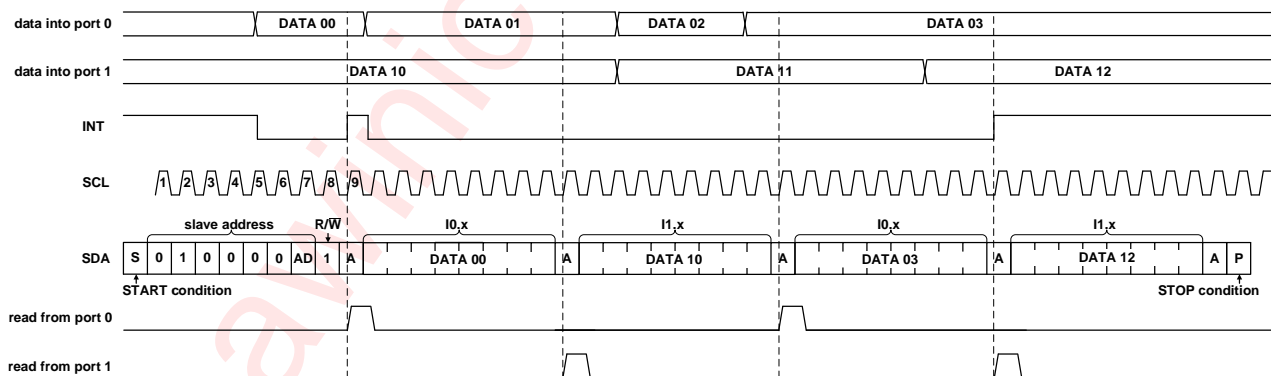 data into port 0 DATA 00 DATA 01 DATA 02 DATA 03
data into port 1 DATA 10 DATA 11 DATA 12
INT
SCL 1 2 3 4 5 6 7 8 9
slave address R/W I0.x I1.x I0.x I1.x
SDA S 0 1 0 0 0 0 AD 1 A DATA 00 A DATA 10 A DATA 03 A DATA 12 A P
START condition STOP condition
read from port 0
read from port 1
awinic